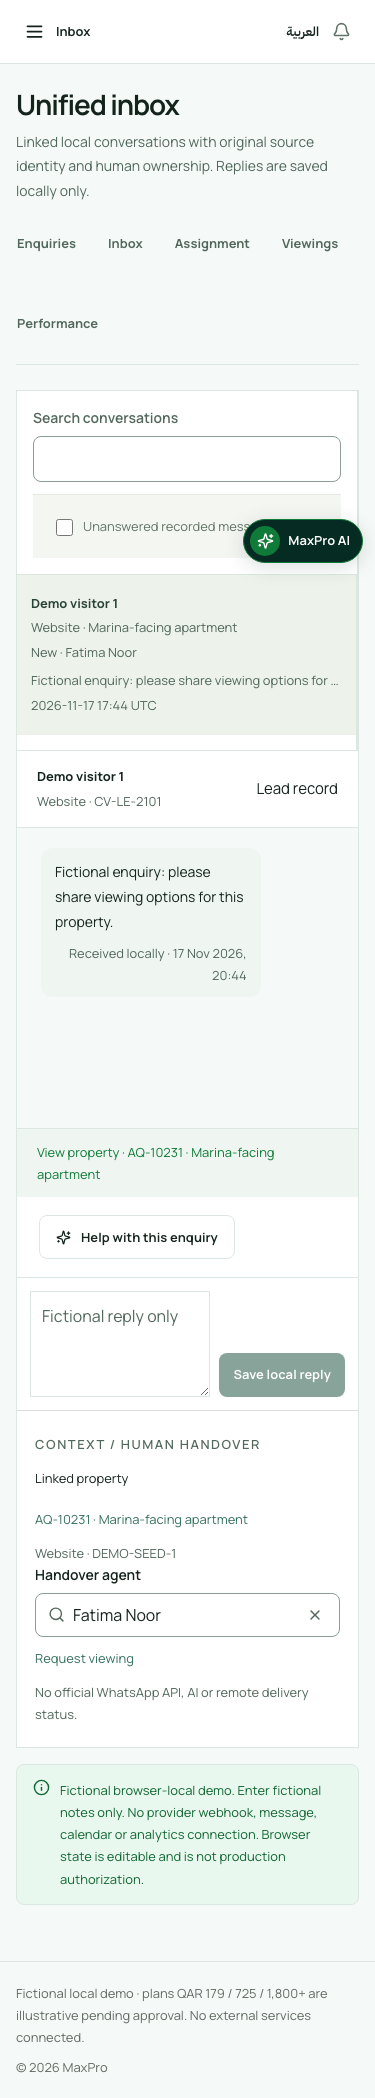 Inbox
العربية
Unified inbox
Linked local conversations with original source
identity and human ownership. Replies are saved
locally only.
Enquiries Inbox Assignment Viewings
Performance
Search conversations
Unanswered recorded mess
MaxPro AI
Demo visitor 1
Website · Marina-facing apartment
New · Fatima Noor
Fictional enquiry: please share viewing options for …
2026-11-17 17:44 UTC
Demo visitor 1
Website · CV-LE-2101
Lead record
Fictional enquiry: please
share viewing options for this
property.
Received locally · 17 Nov 2026,
20:44
View property · AQ-10231 · Marina-facing
apartment
Help with this enquiry
Fictional reply only
Save local reply
CONTEXT / HUMAN HANDOVER
Linked property
AQ-10231 · Marina-facing apartment
Website · DEMO-SEED-1
Handover agent
Fatima Noor
Request viewing
No official WhatsApp API, AI or remote delivery
status.
Fictional browser-local demo. Enter fictional
notes only. No provider webhook, message,
calendar or analytics connection. Browser
state is editable and is not production
authorization.
Fictional local demo · plans QAR 179 / 725 / 1,800+ are
illustrative pending approval. No external services
connected.
© 2026 MaxPro